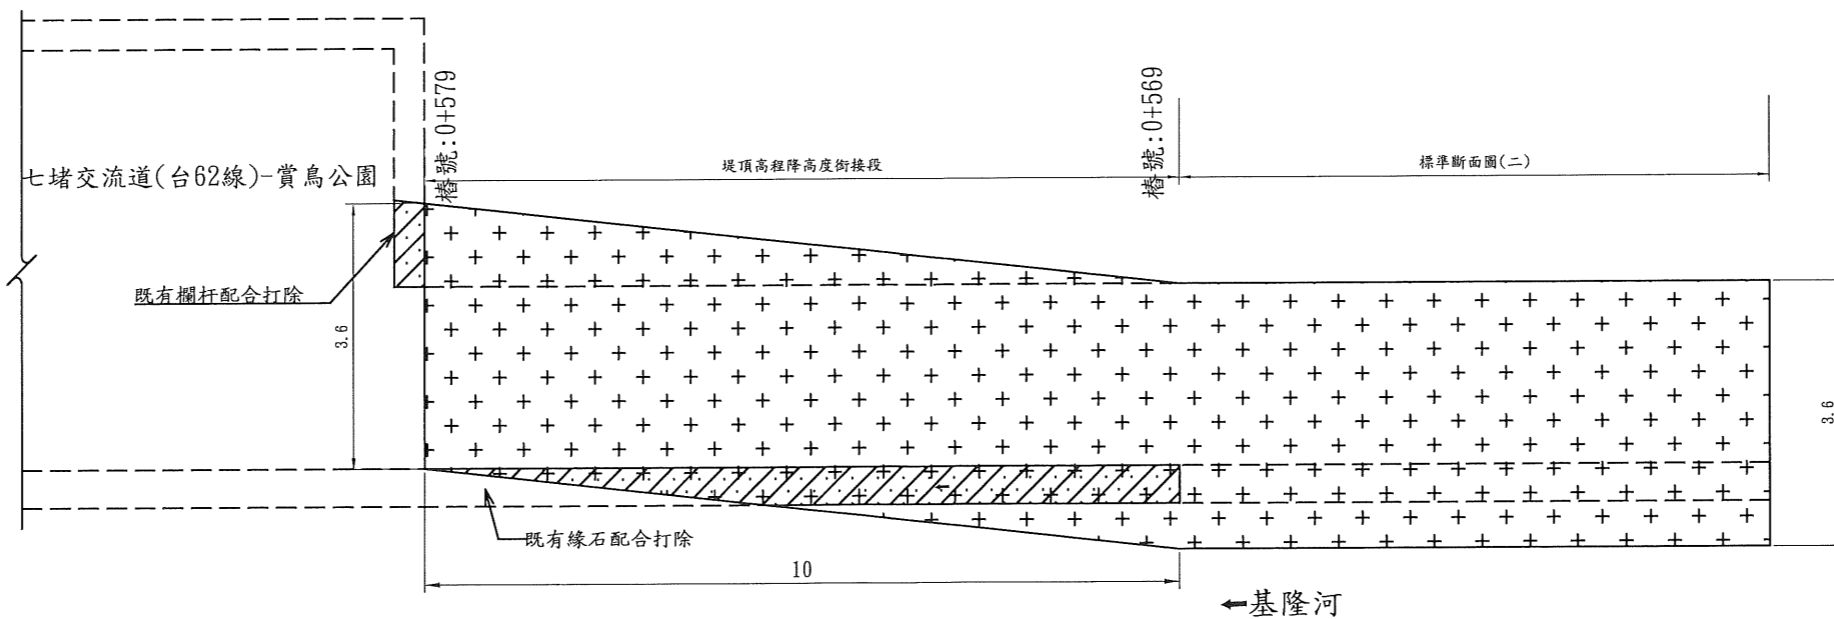 樁號:0+579
樁號:0+569
堤頂高程降高度銜接段
標準斷面圖(二)
七堵交流道(台62線)-賞鳥公園
既有欄杆配合打除
3.6
3.6
既有緣石配合打除
10
基隆河